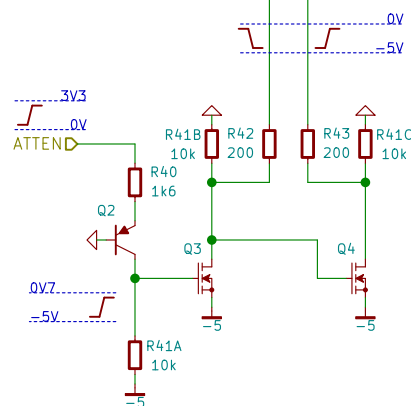 0V
-5V
3V3
0V
ATTEN
R41B
10k
R42
200
R43
200
R41C
10k
R40
1k6
Q2
Q3
Q4
0V7
-5V
-5
-5
R41A
10k
-5